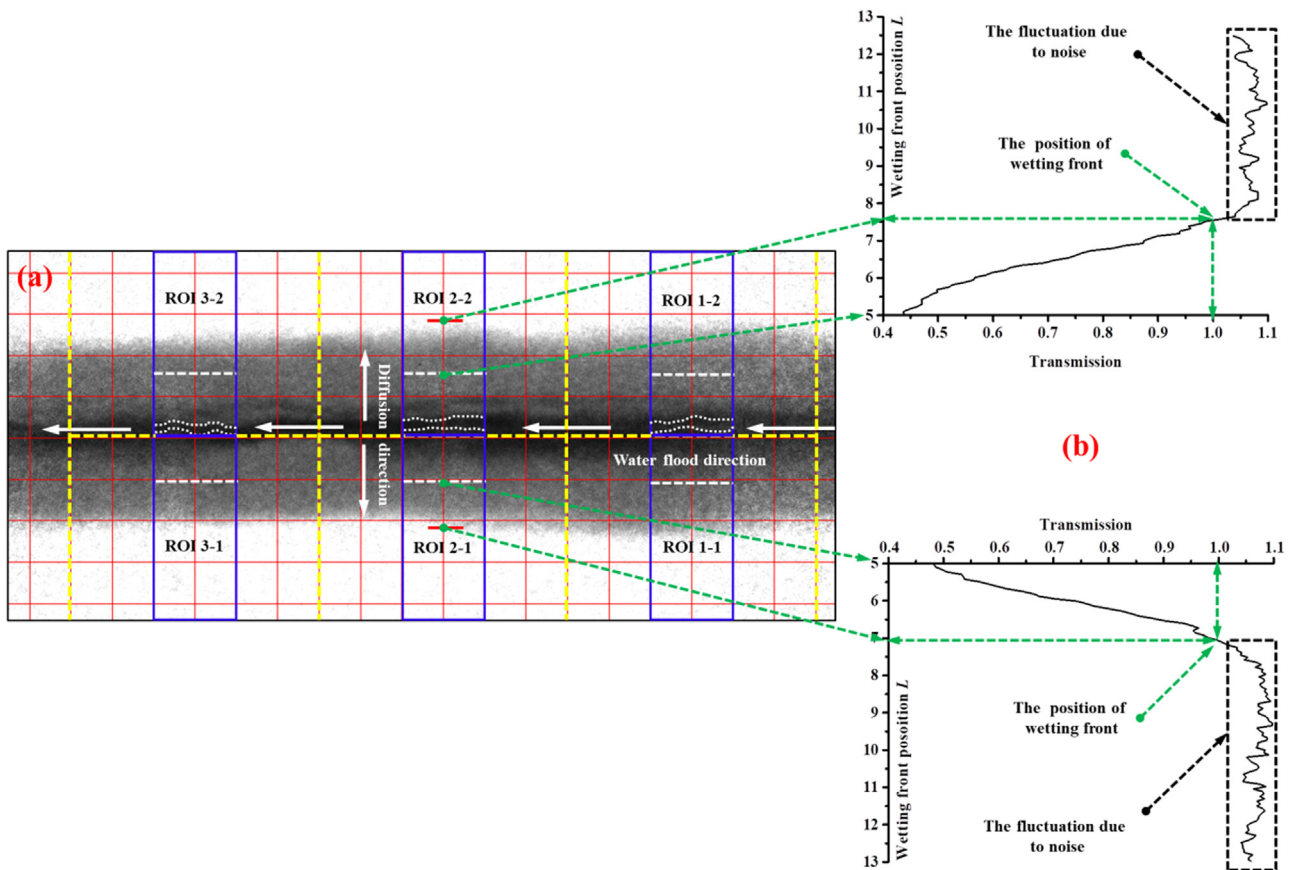 (a)
ROI 3-2
ROI 2-2
ROI 1-2
Diffusion direction
Water flood direction
ROI 3-1
ROI 2-1
ROI 1-1
13
12
11
10
9
8
7
6
5
Wetting front posoition L
The fluctuation due
to noise
The position of
wetting front
0.4 0.5 0.6 0.7 0.8 0.9 1.0 1.1
Transmission
(b)
Transmission
0.4 0.5 0.6 0.7 0.8 0.9 1.0 1.1
5
6
7
8
9
10
11
12
13
Wetting front posoition L
The position of
wetting front
The fluctuation due
to noise